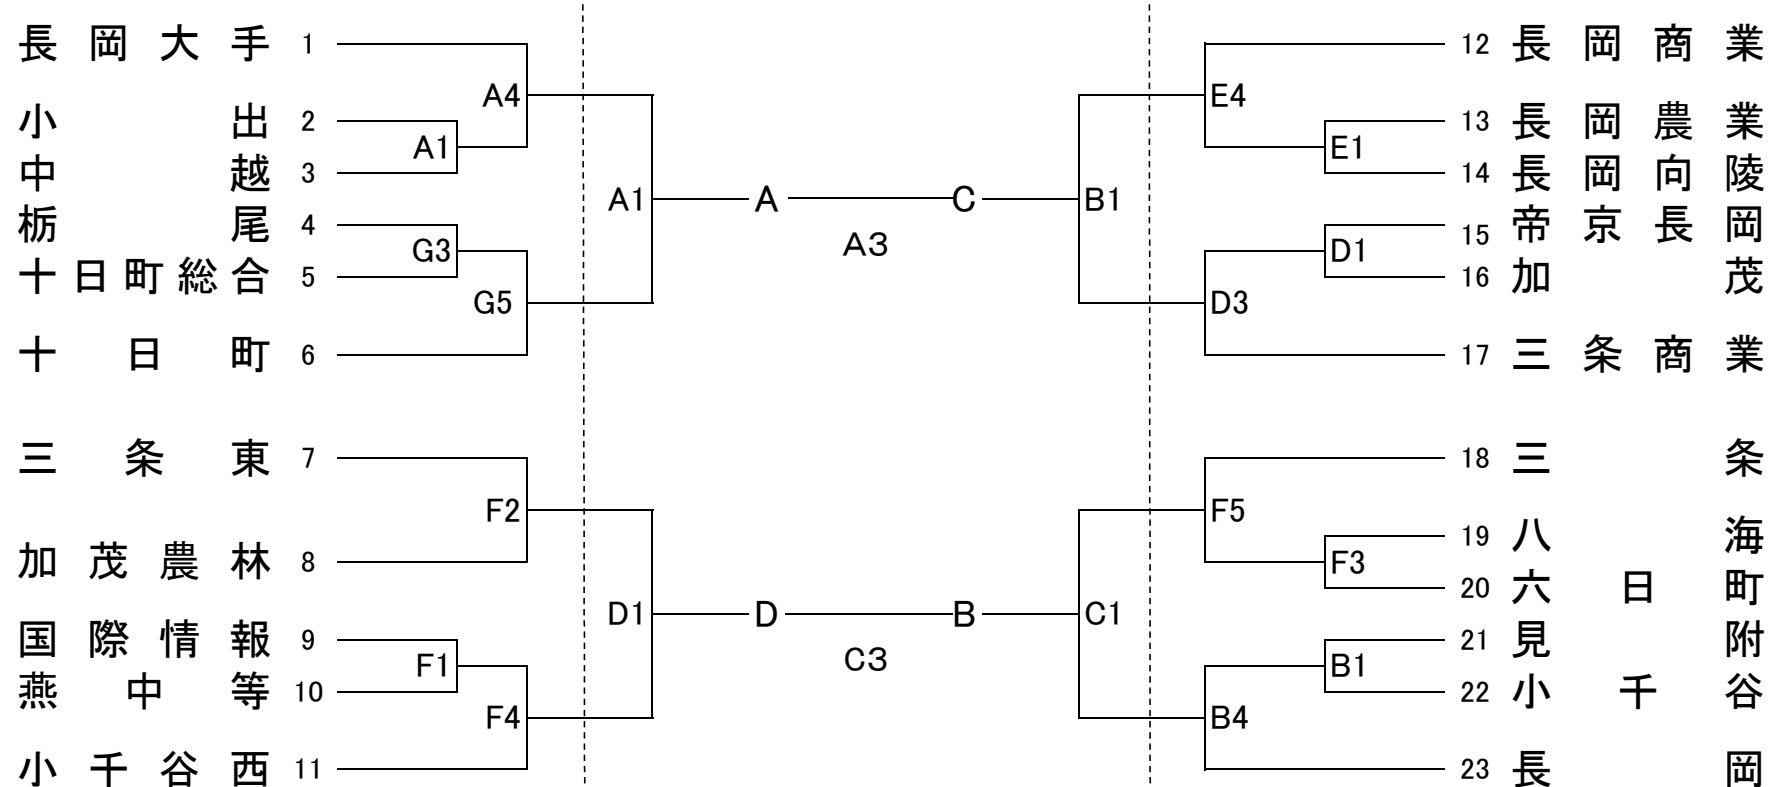 長岡大手 1
A4
小出 2
A1
中越 3
A1
栃尾 4
G3
十日町総合 5
G5
十日町 6
三条東 7
F2
加茂農林 8
D1
国際情報 9
F1
燕中等 10
F4
小千谷西 11
A C
A3
D B
C3
12 長岡商業
E4
13 長岡農業
E1
14 長岡向陵
B1
15 帝京長岡
D1
16 加茂
D3
17 三条商業
18 三条
F5
19 八海
F3
20 六日町
C1
21 見附
B1
22 小千谷
B4
23 長岡